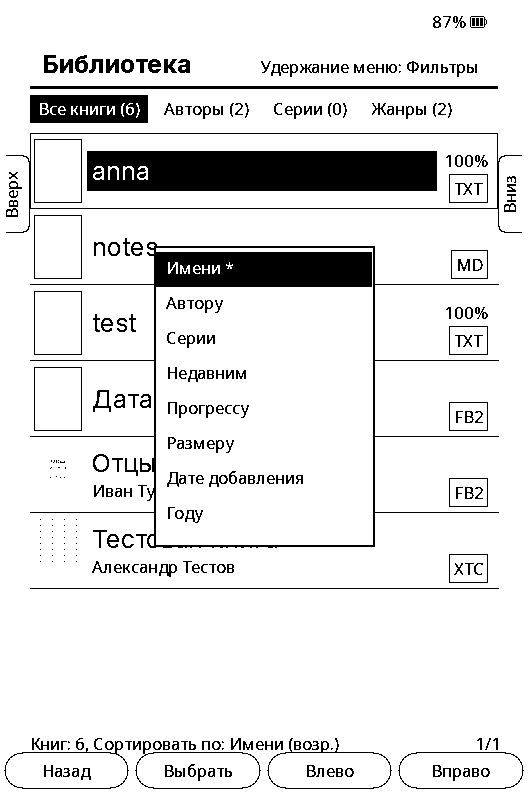 87%
Библиотека
Удержание меню: Фильтры
Все книги (6) Авторы (2) Серии (0) Жанры (2)
Вверх
Вниз
anna
100%
TXT
notes
MD
test
100%
TXT
Дата
FB2
Отцы
Иван Ту
FB2
Александр Тестов
XTC
Имени *
Автору
Серии
Недавним
Прогрессу
Размеру
Дате добавления
Году
Книг: 6, Сортировать по: Имени (возр.)
1/1
Назад
Выбрать
Влево
Вправо